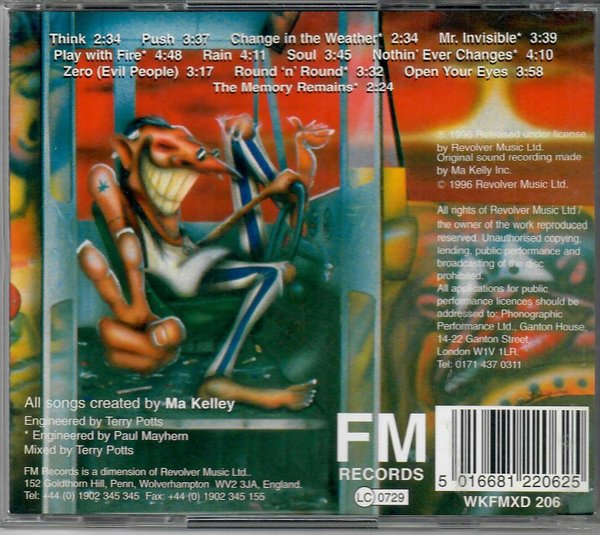 Think 2:34 Push 3:37 Change in the Weather* 2:34 Mr. Invisible* 3:39
Play with Fire* 4:48 Rain 4:11 Soul 3:45 Nothin' Ever Changes* 4:10
Zero (Evil People) 3:17 Round 'n' Round* 3:32 Open Your Eyes 3:58
The Memory Remains* 2:24
℗ 1996 Released under license
by Revolver Music Ltd.
Original sound recording made
by Ma Kelly Inc.
© 1996 Revolver Music Ltd.
All rights of Revolver Music Ltd /
the owner of the work reproduced
reserved. Unauthorised copying,
lending, public performance and
broadcasting of the disc
prohibited.
All applications for public
performance licences should be
addressed to: Phonographic
Performance Ltd., Ganton House,
14-22 Ganton Street,
London W1V 1LR.
Tel: 0171 437 0311
All songs created by Ma Kelley
Engineered by Terry Potts
* Engineered by Paul Mayhern
Mixed by Terry Potts
FM Records is a dimension of Revolver Music Ltd..
152 Goldthorn Hill, Penn, Wolverhampton WV2 3JA, England.
Tel: +44 (0) 1902 345 345 Fax: +44 (0) 1902 345 155
FM
RECORDS
LC 0729
5 016681 220625
WKFMXD 206